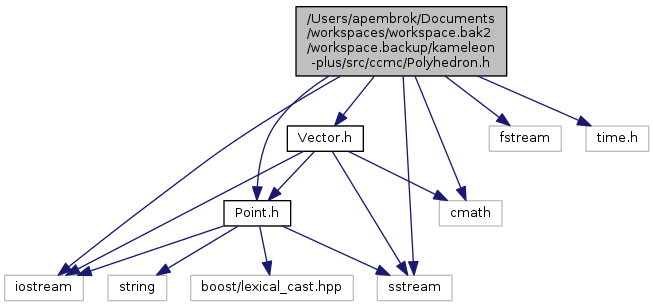 /Users/apembrok/Documents
/workspaces/workspace.bak2
/workspace.backup/kameleon
-plus/src/ccmc/Polyhedron.h
Vector.h
fstream
time.h
Point.h
cmath
iostream
string
boost/lexical_cast.hpp
sstream